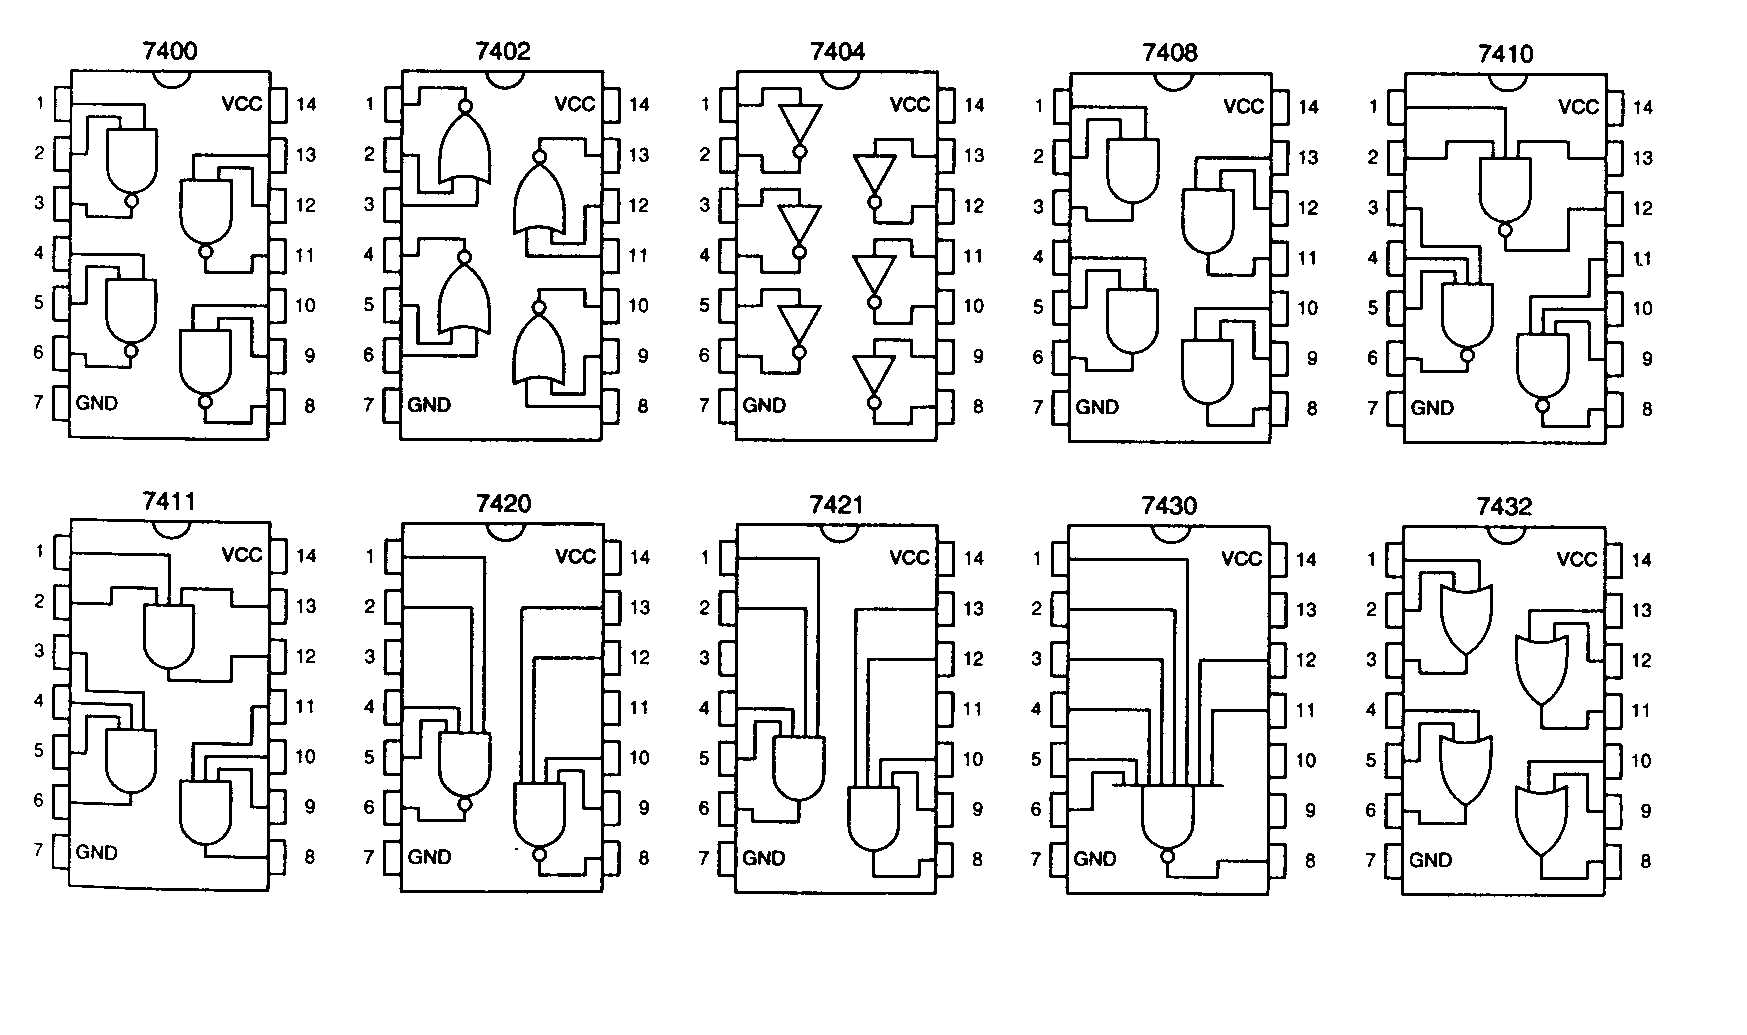 7400 7402 7404 7408 7410
1 VCC 14 1 VCC 14 1 VCC 14 1 VCC 14 1 VCC 14
2 13 2 13 2 13 2 13 2 13
3 12 3 12 3 12 3 12 3 12
4 11 4 11 4 11 4 11 4 11
5 10 5 10 5 10 5 10 5 10
6 9 6 9 6 9 6 9 6 9
7 GND 8 7 GND 8 7 GND 8 7 GND 8 7 GND 8
7411 7420 7421 7430 7432
1 VCC 14 1 VCC 14 1 VCC 14 1 VCC 14 1 VCC 14
2 13 2 13 2 13 2 13 2 13
3 12 3 12 3 12 3 12 3 12
4 11 4 11 4 11 4 11 4 11
5 10 5 10 5 10 5 10 5 10
6 9 6 9 6 9 6 9 6 9
7 GND 8 7 GND 8 7 GND 8 7 GND 8 7 GND 8